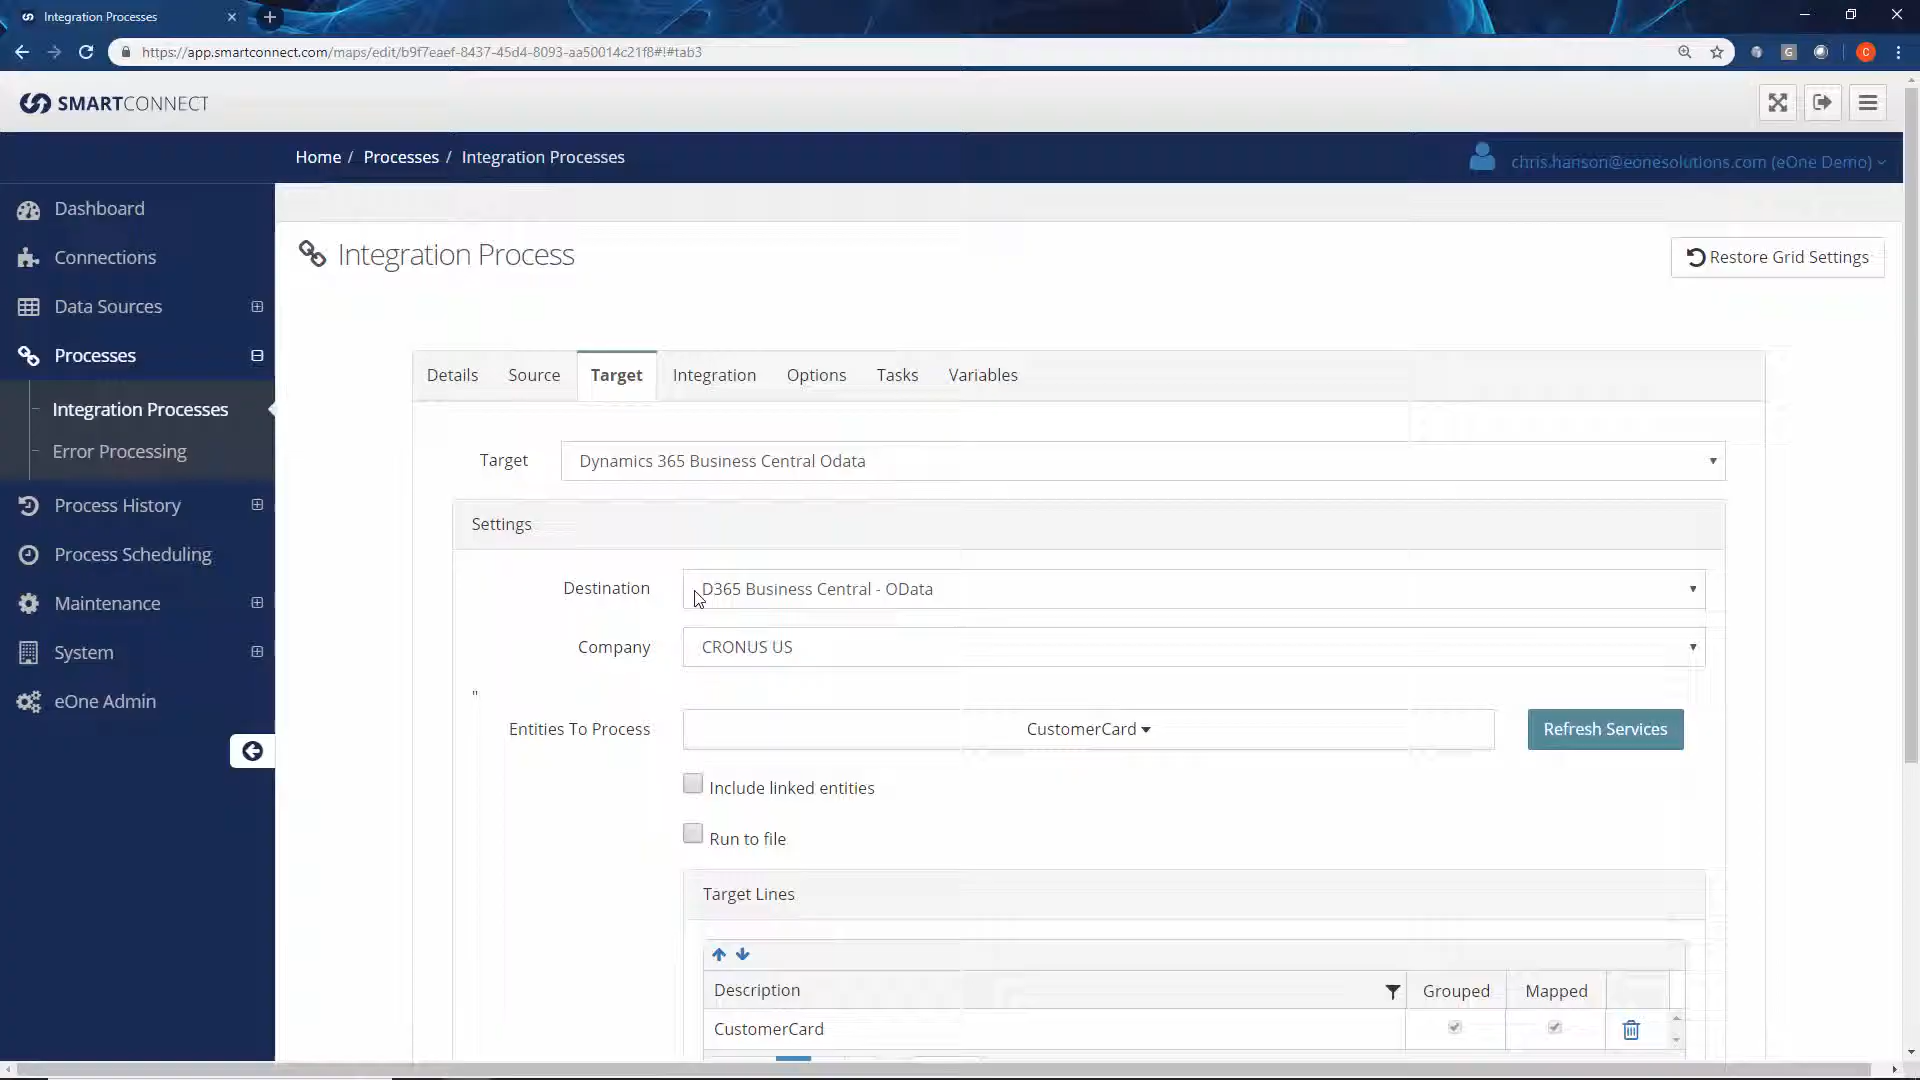 Integration Processes
https://app.smartconnect.com/maps/edit/b9f7eaef-8437-45d4-8093-aa50014c21f8#!#tab3
G
C
SMARTCONNECT
Home / Processes / Integration Processes
chris.hanson@eonesolutions.com (eOne Demo)
Dashboard
Connections
Data Sources
Processes
Integration Processes
Error Processing
Process History
Process Scheduling
Maintenance
System
eOne Admin
Integration Process
Restore Grid Settings
Details Source Target Integration Options Tasks Variables
Target Dynamics 365 Business Central Odata
Settings
Destination D365 Business Central - OData
Company CRONUS US
"
Entities To Process CustomerCard Refresh Services
Include linked entities
Run to file
Target Lines
Description Grouped Mapped
CustomerCard